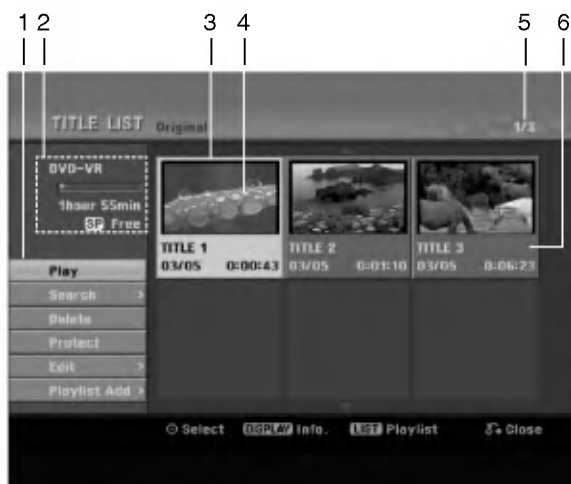 1 2 3 4 5 6
TITLE LIST Original 1/3
DVD-VR
1hour 55min
SP Free
TITLE 1 TITLE 2 TITLE 3
03/05 0:00:43 03/05 0:01:10 03/05 0:06:23
Play
Search >
Delete
Protect
Edit >
Playlist Add >
Select DISPLAY Info. LIST Playlist Close